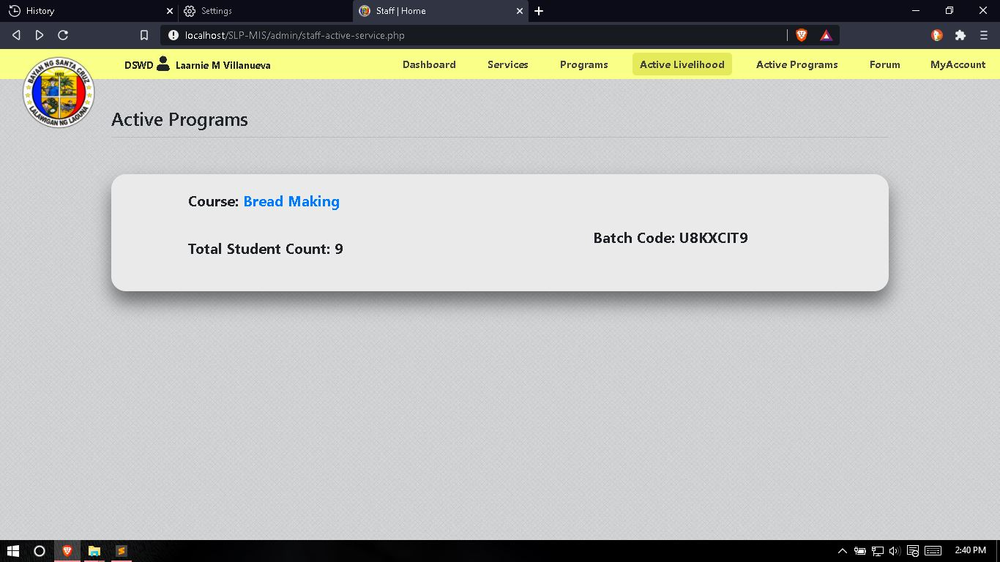 History
Settings
Staff | Home
localhost/SLP-MIS/admin/staff-active-service.php
BAYAN NG SANTA CRUZ
1602
LALAWIGAN NG LAGUNA
DSWD Laarnie M Villanueva
Dashboard
Services
Programs
Active Livelihood
Active Programs
Forum
MyAccount
Active Programs
Course: Bread Making
Total Student Count: 9
Batch Code: U8KXCIT9
2:40 PM